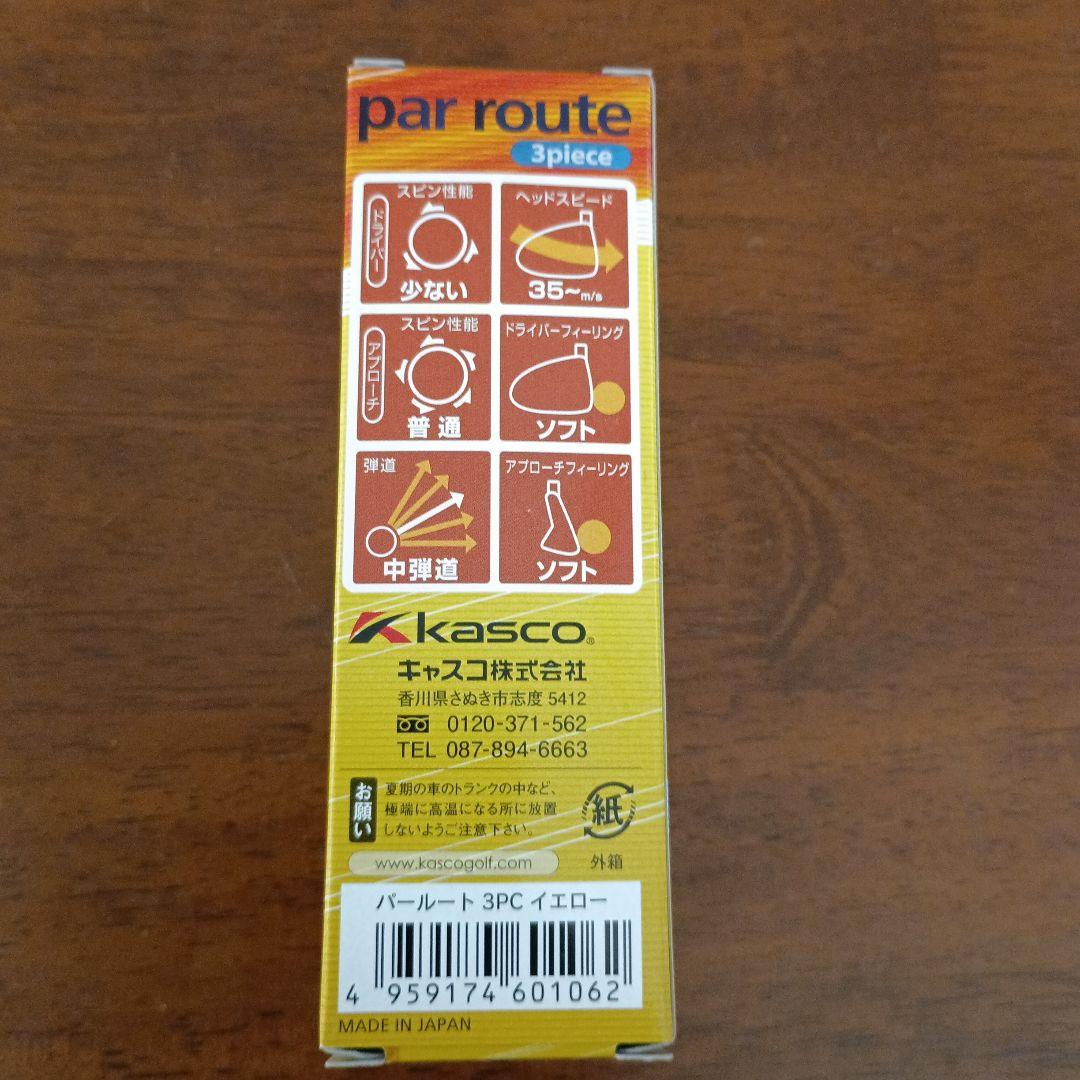 par route
3piece
ドライバー
スピン性能
少ない
ヘッドスピード
35〜m/s
アプローチ
スピン性能
普通
ドライバーフィーリング
ソフト
弾道
中弾道
アプローチフィーリング
ソフト
kasco®
キャスコ株式会社
香川県さぬき市志度 5412
0120-371-562
TEL 087-894-6663
お願い
夏期の車のトランクの中など、
極端に高温になる所に放置
しないようご注意下さい。
紙
外箱
www.kascogolf.com
パールート 3PC イエロー
4 959174 601062
MADE IN JAPAN